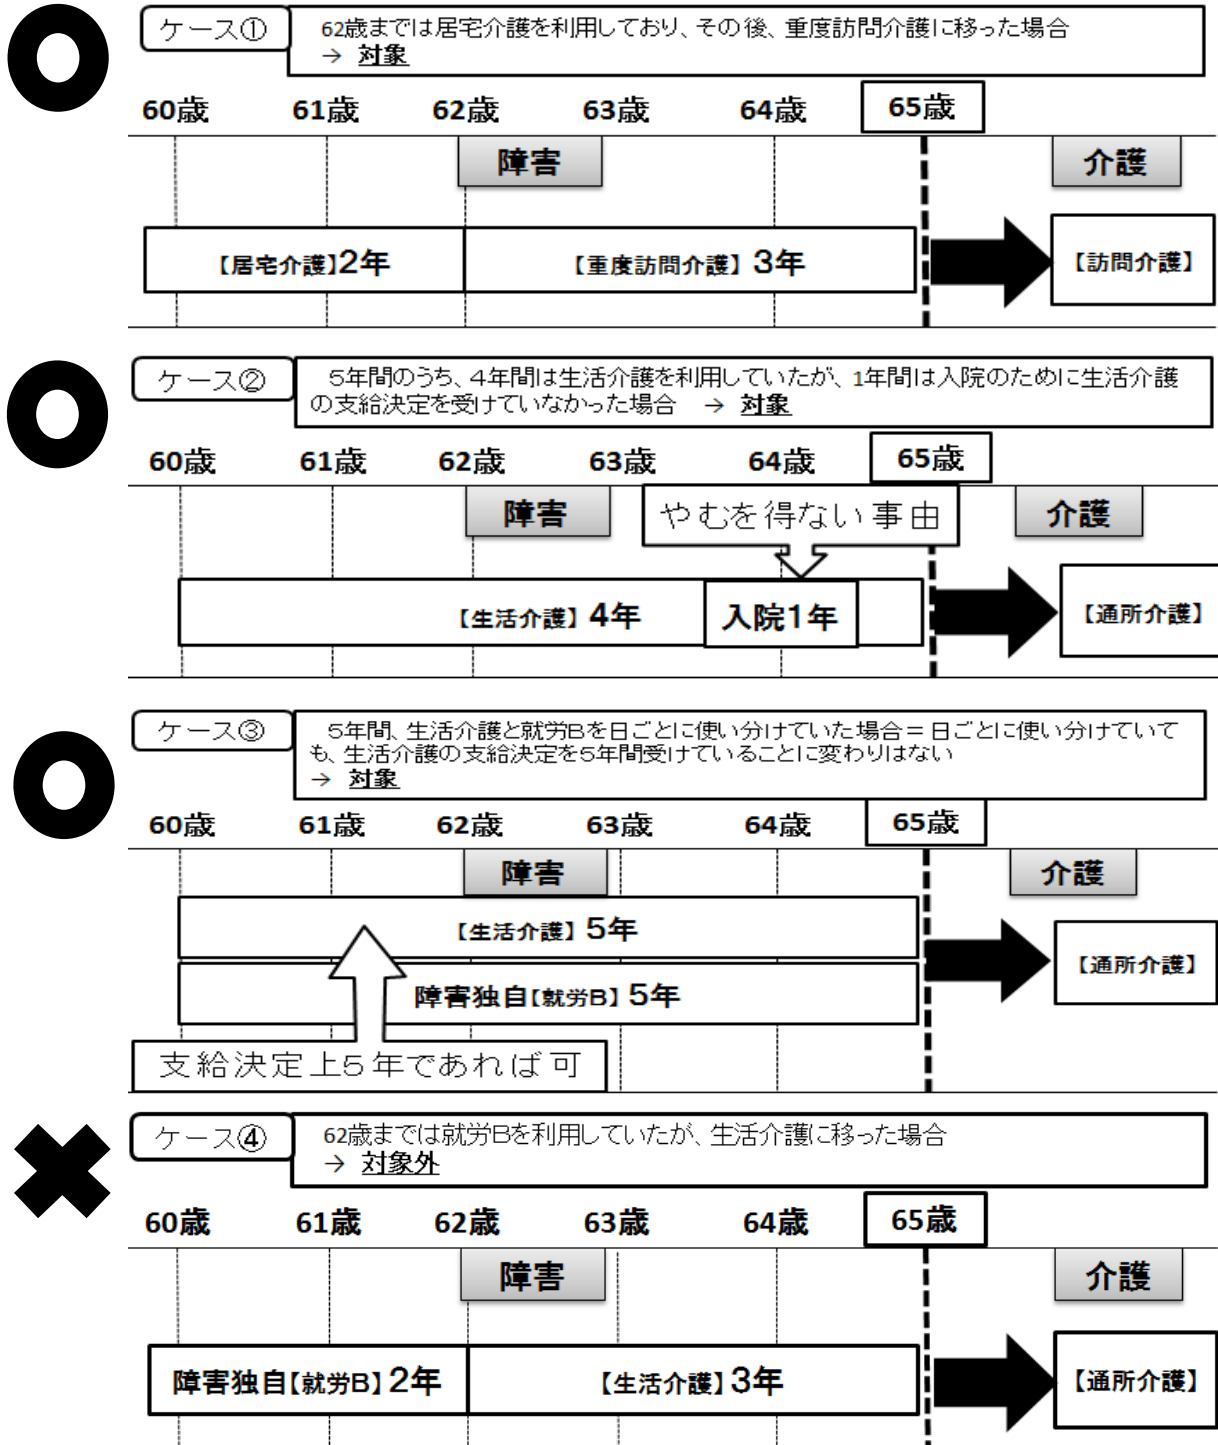 ケース①
62歳までは居宅介護を利用しており、その後、重度訪問介護に移った場合
→ 対象
60歳 61歳 62歳 63歳 64歳 65歳
障害 介護
【居宅介護】2年 【重度訪問介護】 3年 【訪問介護】
ケース②
5年間のうち、4年間は生活介護を利用していたが、1年間は入院のために生活介護
の支給決定を受けていなかった場合 → 対象
60歳 61歳 62歳 63歳 64歳 65歳
障害 やむを得ない事由 介護
【生活介護】 4年 入院1年 【通所介護】
ケース③
5年間、生活介護と就労Bを日ごとに使い分けていた場合＝日ごとに使い分けていて
も、生活介護の支給決定を5年間受けていることに変わりはない
→ 対象
60歳 61歳 62歳 63歳 64歳 65歳
障害 介護
【生活介護】 5年 【通所介護】
障害独自【就労B】 5年
支給決定上5年であれば可
ケース④
62歳までは就労Bを利用していたが、生活介護に移った場合
→ 対象外
60歳 61歳 62歳 63歳 64歳 65歳
障害 介護
障害独自【就労B】 2年 【生活介護】 3年 【通所介護】